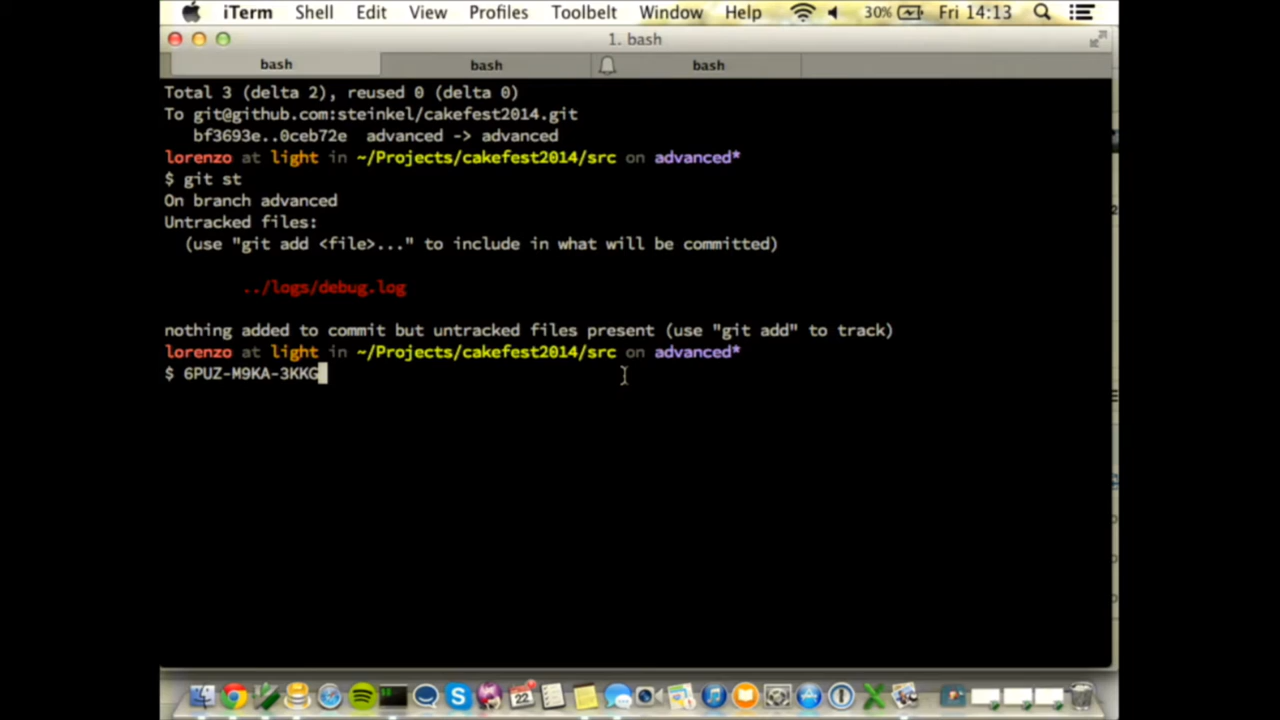 iTerm Shell Edit View Profiles Toolbelt Window Help 30% Fri 14:13
1. bash
bash bash bash
Total 3 (delta 2), reused 0 (delta 0)
To git@github.com:steinkel/cakefest2014.git
bf3693e..0ceb72e advanced -> advanced
lorenzo at light in ~/Projects/cakefest2014/src on advanced*
$ git st
On branch advanced
Untracked files:
(use "git add <file>..." to include in what will be committed)
../logs/debug.log
nothing added to commit but untracked files present (use "git add" to track)
lorenzo at light in ~/Projects/cakefest2014/src on advanced*
$ 6PUZ-M9KA-3KKG
22